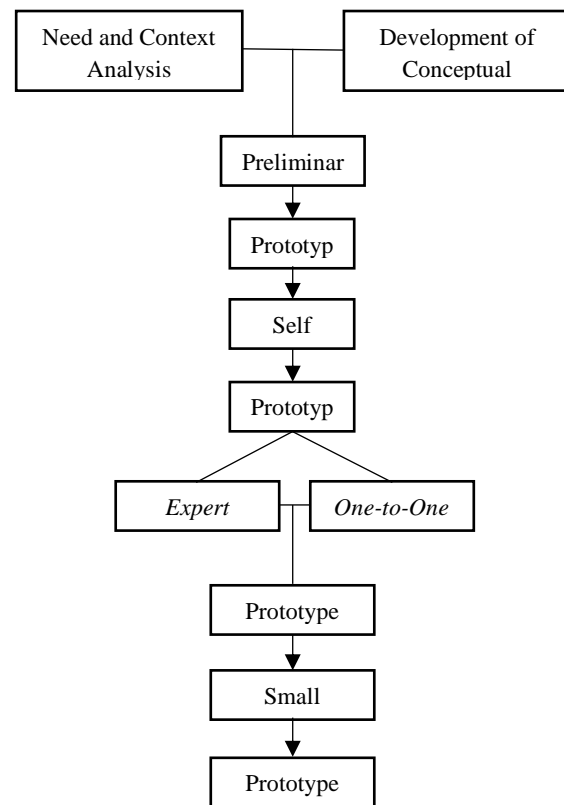 Need and Context
Analysis
Development of
Conceptual
Preliminar
Prototyp
Self
Prototyp
Expert
One-to-One
Prototype
Small
Prototype